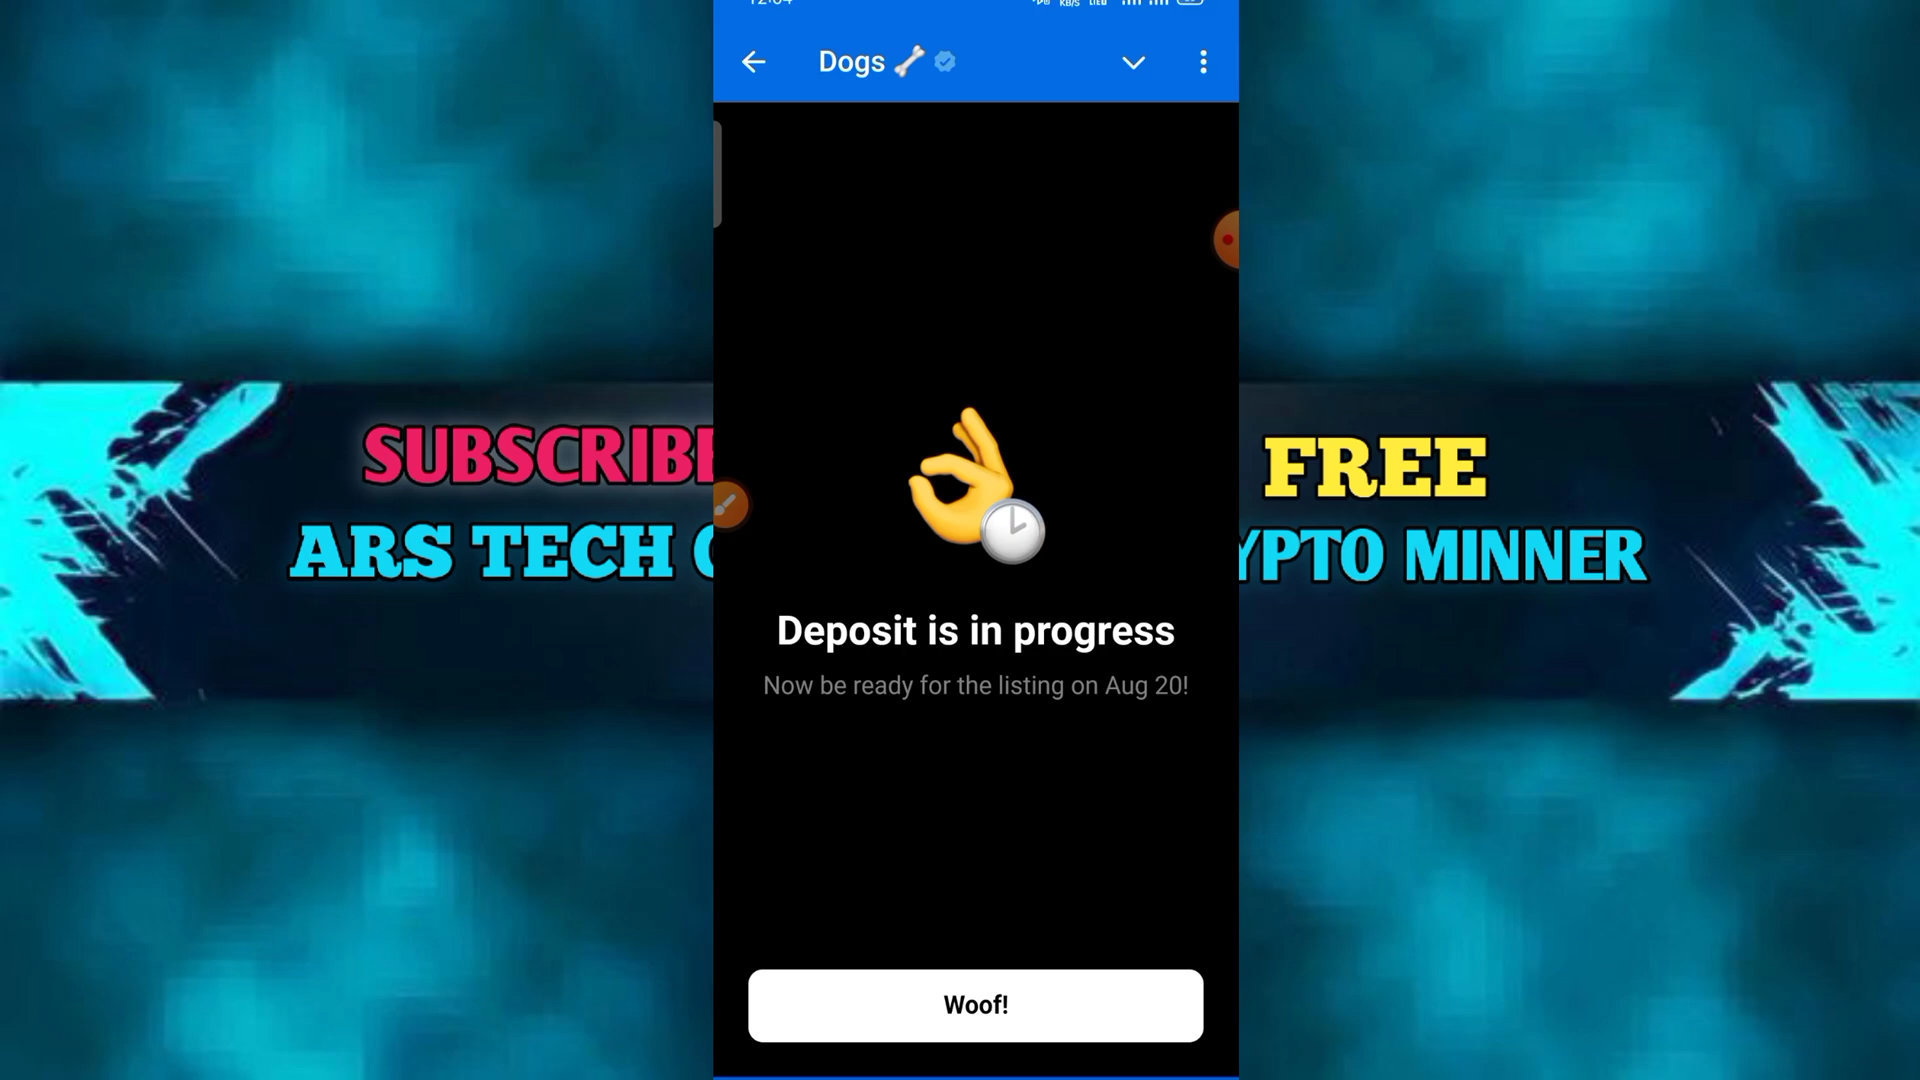 Dogs
SUBSCRIBE
ARS TECH
FREE
YPTO MINNER
Deposit is in progress
Now be ready for the listing on Aug 20!
Woof!